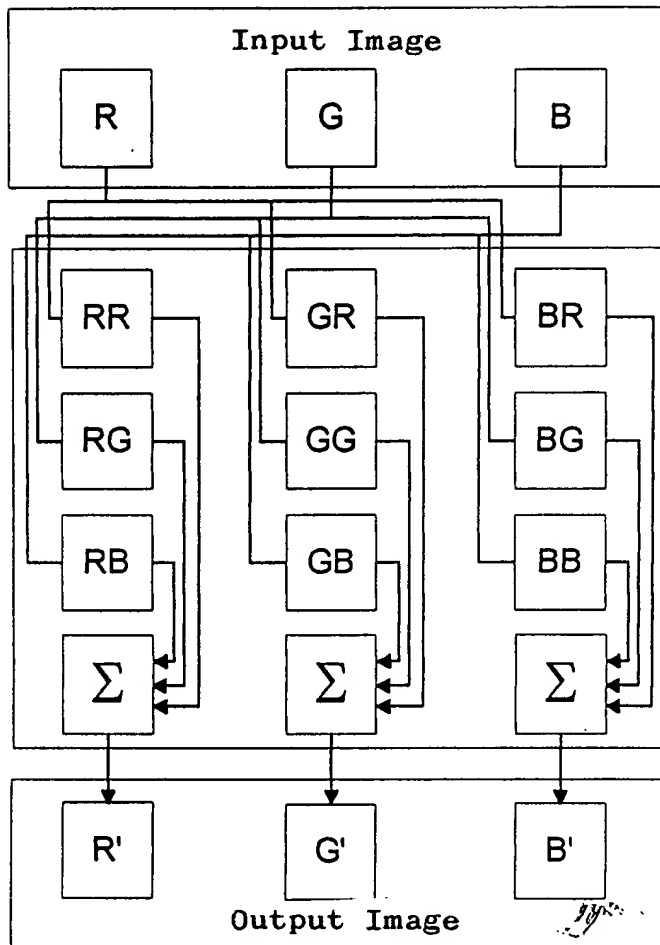 Input Image
R G B
RR GR BR
RG GG BG
RB GB BB
Σ Σ Σ
R' G' B'
Output Image